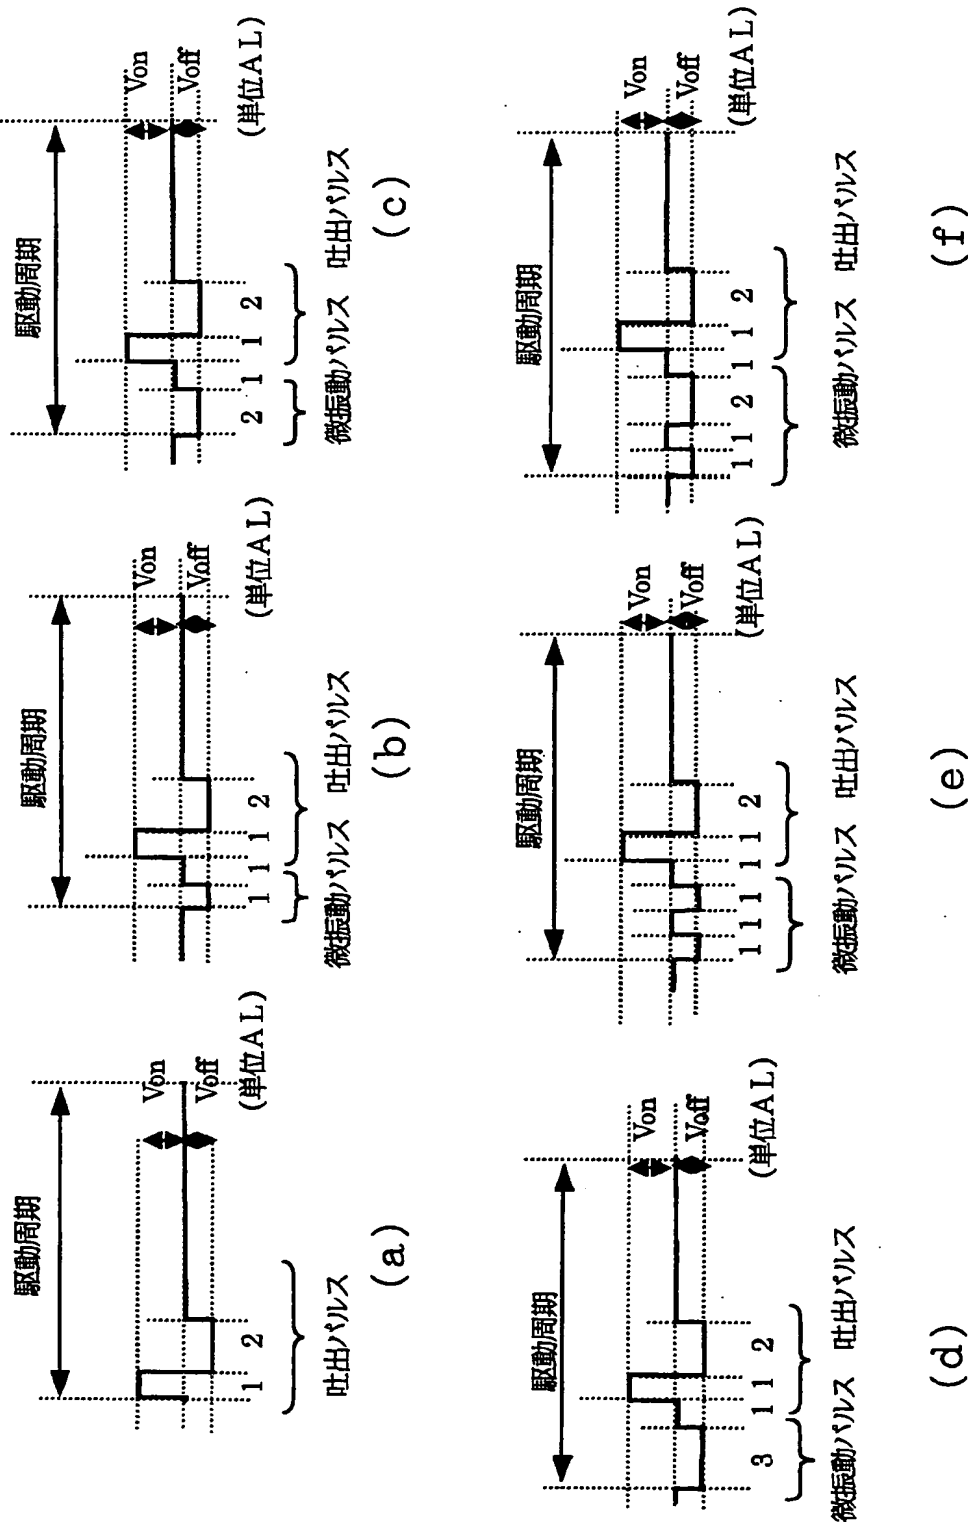 駆動周期
Von
Voff
1 2 (単位AL)
吐出パルス
(a)
駆動周期
Von
Voff
1 1 1 2 (単位AL)
微振動パルス 吐出パルス
(b)
駆動周期
Von
Voff
2 1 1 2 (単位AL)
微振動パルス 吐出パルス
(c)
駆動周期
Von
Voff
3 1 1 2 (単位AL)
微振動パルス 吐出パルス
(d)
駆動周期
Von
Voff
1 1 1 1 1 2 (単位AL)
微振動パルス 吐出パルス
(e)
駆動周期
Von
Voff
1 1 2 1 1 2 (単位AL)
微振動パルス 吐出パルス
(f)